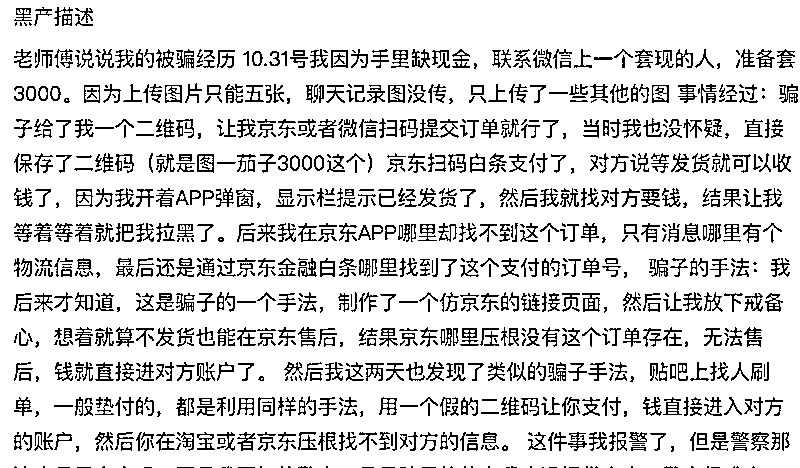 黑产描述
老师傅说说我的被骗经历 10.31号我因为手里缺现金，联系微信上一个套现的人，准备套
3000。因为上传图片只能五张，聊天记录图没传，只上传了一些其他的图 事情经过：骗
子给了我一个二维码，让我京东或者微信扫码提交订单就行了，当时我也没怀疑，直接
保存了二维码（就是图一茄子3000这个）京东扫码白条支付了，对方说等发货就可以收
钱了，因为我开着APP弹窗，显示栏提示已经发货了，然后我就找对方要钱，结果让我
等着等着就把我拉黑了。后来我在京东APP哪里却找不到这个订单，只有消息哪里有个
物流信息，最后还是通过京东金融白条哪里找到了这个支付的订单号， 骗子的手法：我
后来才知道，这是骗子的一个手法，制作了一个仿京东的链接页面，然后让我放下戒备
心，想着就算不发货也能在京东售后，结果京东哪里压根没有这个订单存在，无法售
后，钱就直接进对方账户了。 然后我这两天也发现了类似的骗子手法，贴吧上找人刷
单，一般垫付的，都是利用同样的手法，用一个假的二维码让你支付，钱直接进入对方
的账户，然后你在淘宝或者京东压根找不到对方的信息。 这件事我报警了，但是警察那